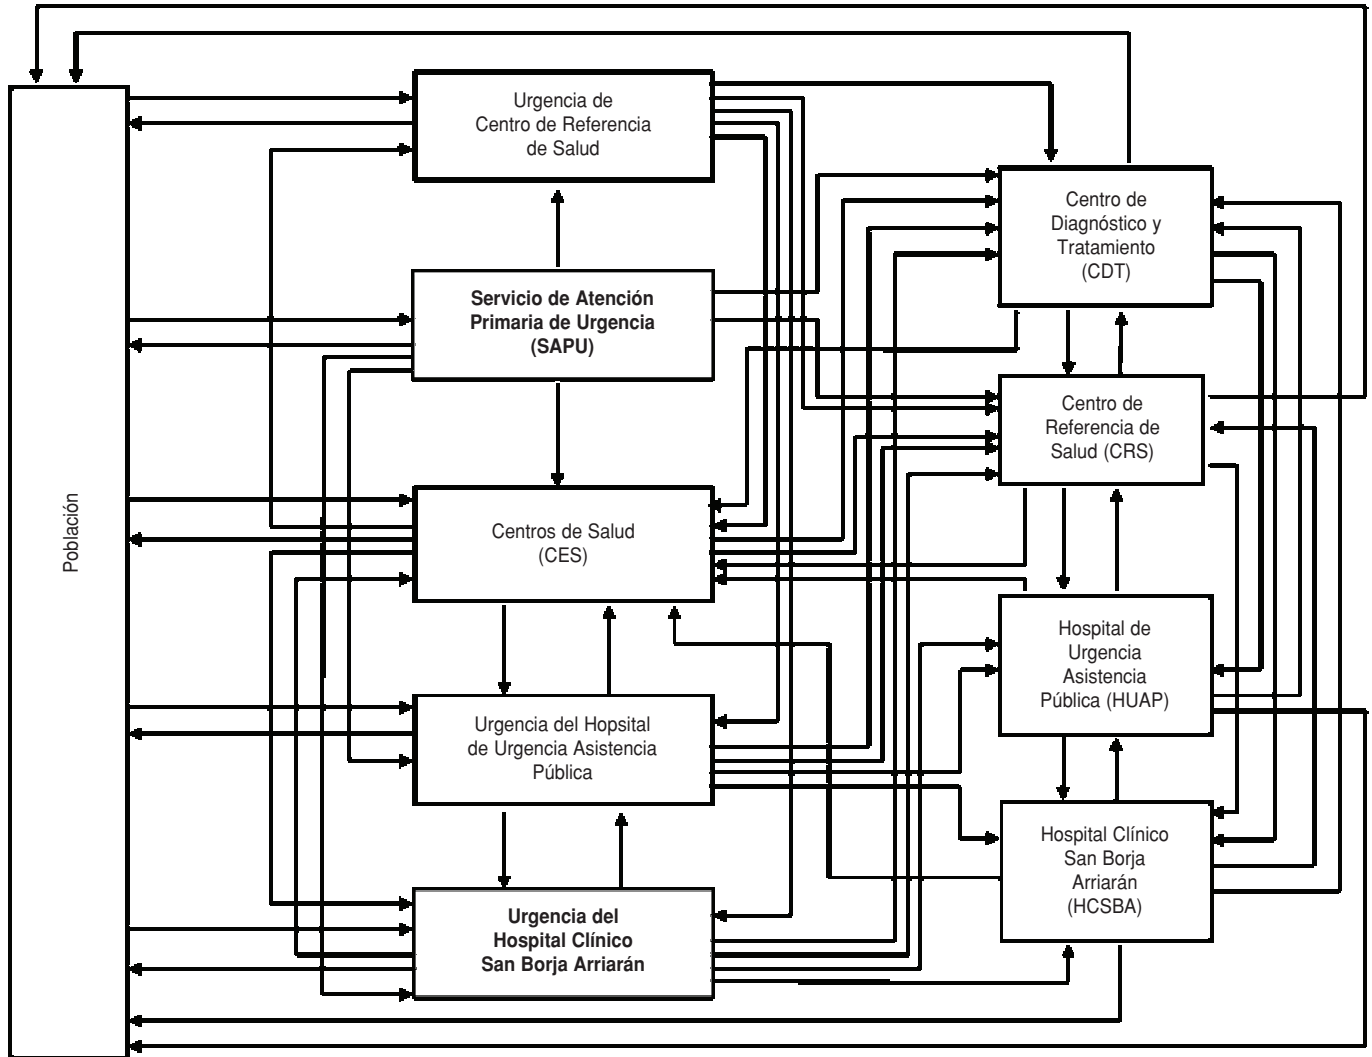 Población
Urgencia de
Centro de Referencia
de Salud
Servicio de Atención
Primaria de Urgencia
(SAPU)
Centros de Salud
(CES)
Urgencia del Hopsital
de Urgencia Asistencia
Pública
Urgencia del
Hospital Clínico
San Borja Arriarán
Centro de
Diagnóstico y
Tratamiento
(CDT)
Centro de
Referencia de
Salud (CRS)
Hospital de
Urgencia
Asistencia
Pública (HUAP)
Hospital Clínico
San Borja
Arriarán
(HCSBA)